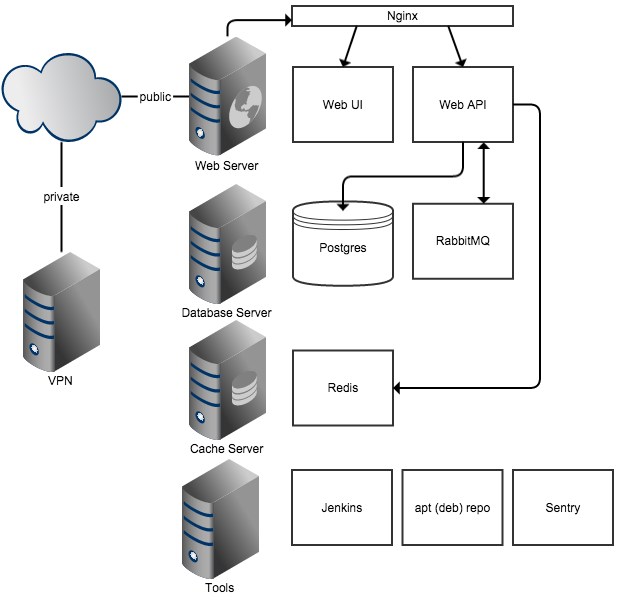 Nginx
public
Web UI
Web API
Web Server
private
Postgres
RabbitMQ
Database Server
VPN
Redis
Cache Server
Jenkins
apt (deb) repo
Sentry
Tools